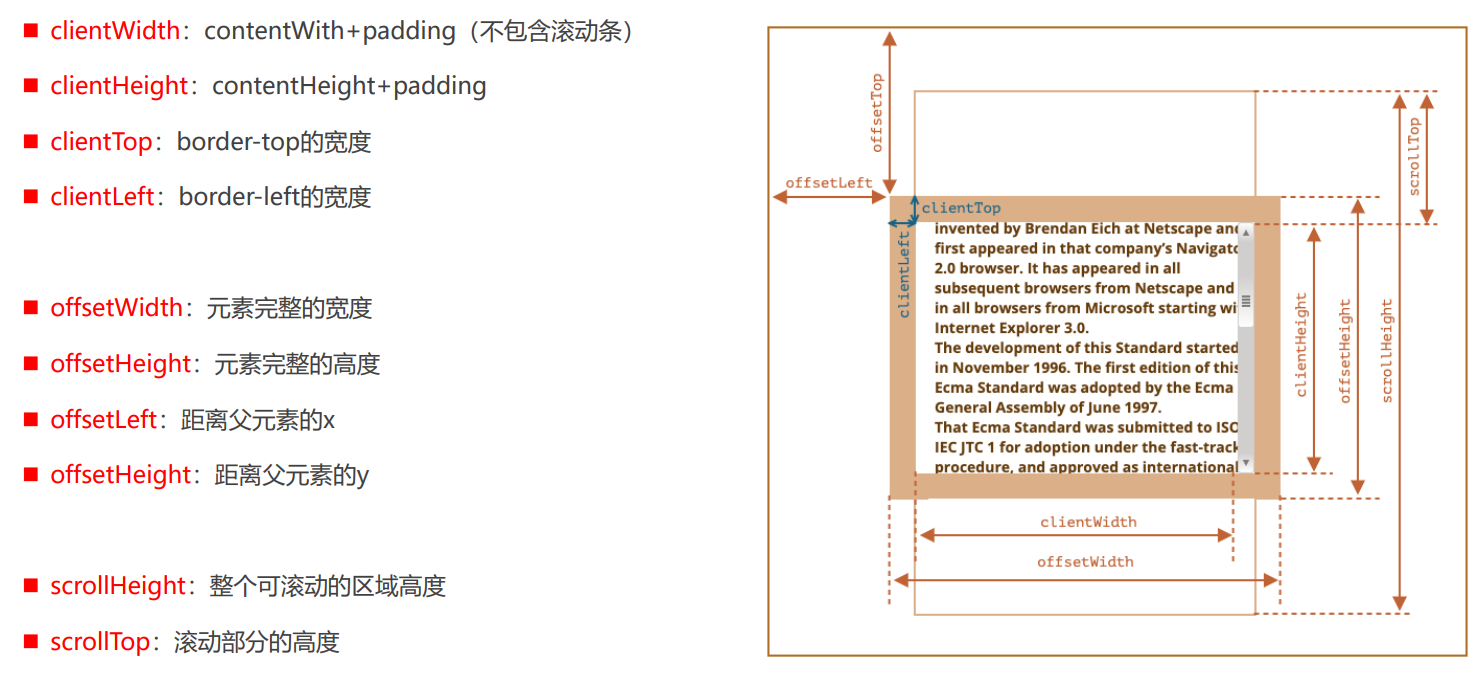 clientWidth：contentWith+padding（不包含滚动条）
clientHeight：contentHeight+padding
clientTop：border-top的宽度
clientLeft：border-left的宽度
offsetWidth：元素完整的宽度
offsetHeight：元素完整的高度
offsetLeft：距离父元素的x
offsetHeight：距离父元素的y
scrollHeight：整个可滚动的区域高度
scrollTop：滚动部分的高度
offsetTop
offsetLeft
clientTop
clientLeft
invented by Brendan Eich at Netscape and
first appeared in that company’s Navigato
2.0 browser. It has appeared in all
subsequent browsers from Netscape and
in all browsers from Microsoft starting wi
Internet Explorer 3.0.
The development of this Standard started
in November 1996. The first edition of this
Ecma Standard was adopted by the Ecma
General Assembly of June 1997.
That Ecma Standard was submitted to ISO
IEC JTC 1 for adoption under the fast-track
procedure, and approved as international
scrollTop
clientHeight
offsetHeight
scrollHeight
clientWidth
offsetWidth